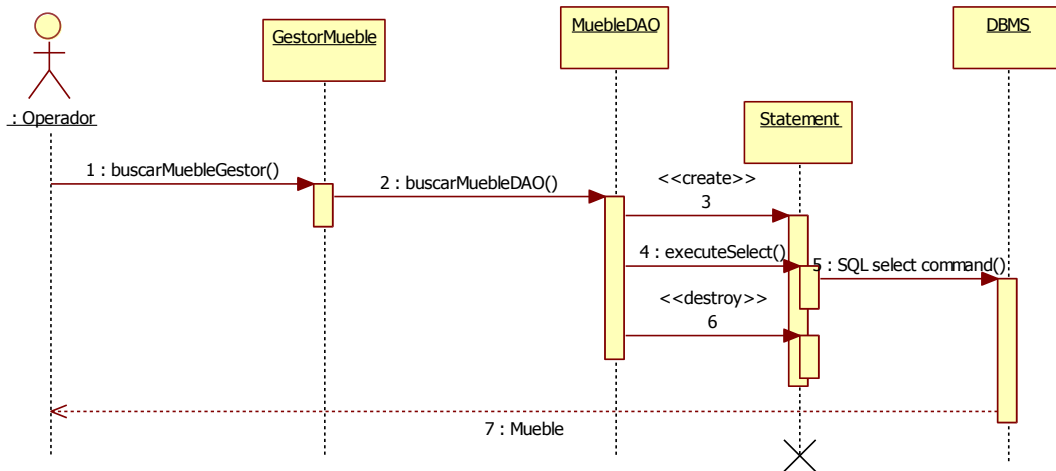 GestorMueble
MuebleDAO
DBMS
Statement
: Operador
1 : buscarMuebleGestor()
2 : buscarMuebleDAO()
<<create>>
3
4 : executeSelect()
5 : SQL select command()
<<destroy>>
6
7 : Mueble